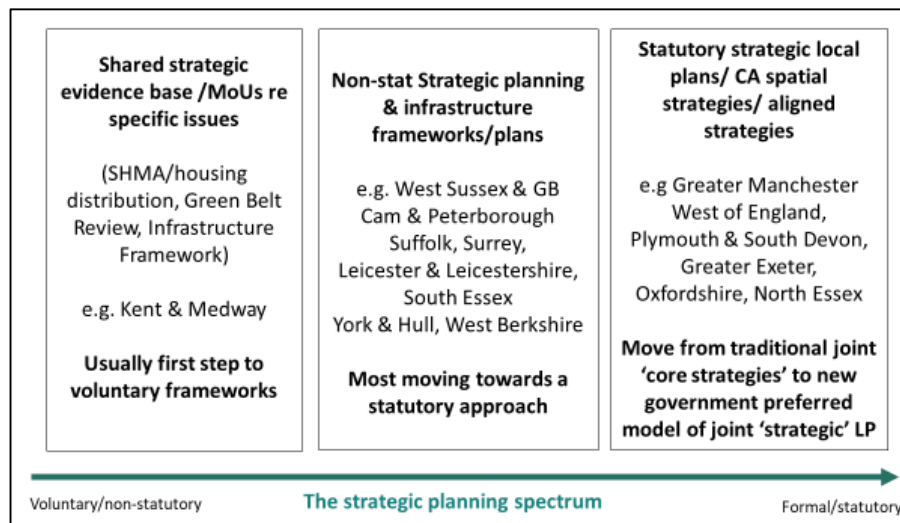 Shared strategic
evidence base /MoUs re
specific issues
(SHMA/housing
distribution, Green Belt
Review, Infrastructure
Framework)
e.g. Kent & Medway
Usually first step to
voluntary frameworks
Non-stat Strategic planning
& infrastructure
frameworks/plans
e.g. West Sussex & GB
Cam & Peterborough
Suffolk, Surrey,
Leicester & Leicestershire,
South Essex
York & Hull, West Berkshire
Most moving towards a
statutory approach
Statutory strategic local
plans/ CA spatial
strategies/ aligned
strategies
e.g Greater Manchester
West of England,
Plymouth & South Devon,
Greater Exeter,
Oxfordshire, North Essex
Move from traditional joint
‘core strategies’ to new
government preferred
model of joint ‘strategic’ LP
Voluntary/non-statutory
The strategic planning spectrum
Formal/statutory